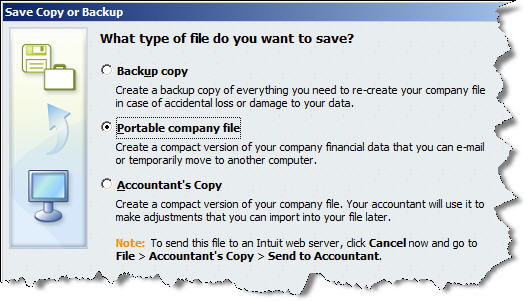 Save Copy or Backup
What type of file do you want to save?
Backup copy
Create a backup copy of everything you need to re-create your company file
in case of accidental loss or damage to your data.
Portable company file
Create a compact version of your company financial data that you can e-mail
or temporarily move to another computer.
Accountant's Copy
Create a compact version of your company file. Your accountant will use it to
make adjustments that you can import into your file later.
Note: To send this file to an Intuit web server, click Cancel now and go to
File > Accountant's Copy > Send to Accountant.